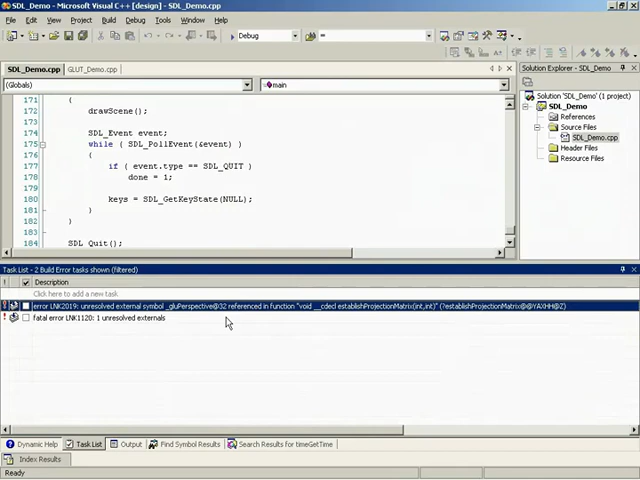 SDL_Demo - Microsoft Visual C++ [design] - SDL_Demo.cpp
File Edit View Project Build Debug Tools Window Help
Debug
SDL_Demo.cpp GLUT_Demo.cpp
(Globals) main
Solution Explorer - SDL_Demo
Solution 'SDL_Demo' (1 project)
SDL_Demo
References
Source Files
SDL_Demo.cpp
Header Files
Resource Files
171 {
172 drawScene();
173
174 SDL_Event event;
175 while ( SDL_PollEvent(&event) )
176 {
177 if ( event.type == SDL_QUIT )
178 done = 1;
179
180 keys = SDL_GetKeyState(NULL);
181 }
182 }
183
184 SDL_Quit();
Task List - 2 Build Error tasks shown (filtered)
! Description
Click here to add a new task
! error LNK2019: unresolved external symbol _gluPerspective@32 referenced in function "void __cdecl establishProjectionMatrix(int,int)" (?establishProjectionMatrix@@YAXHH@Z)
! fatal error LNK1120: 1 unresolved externals
Dynamic Help Task List Output Find Symbol Results Search Results for timeGetTime
Index Results
Ready